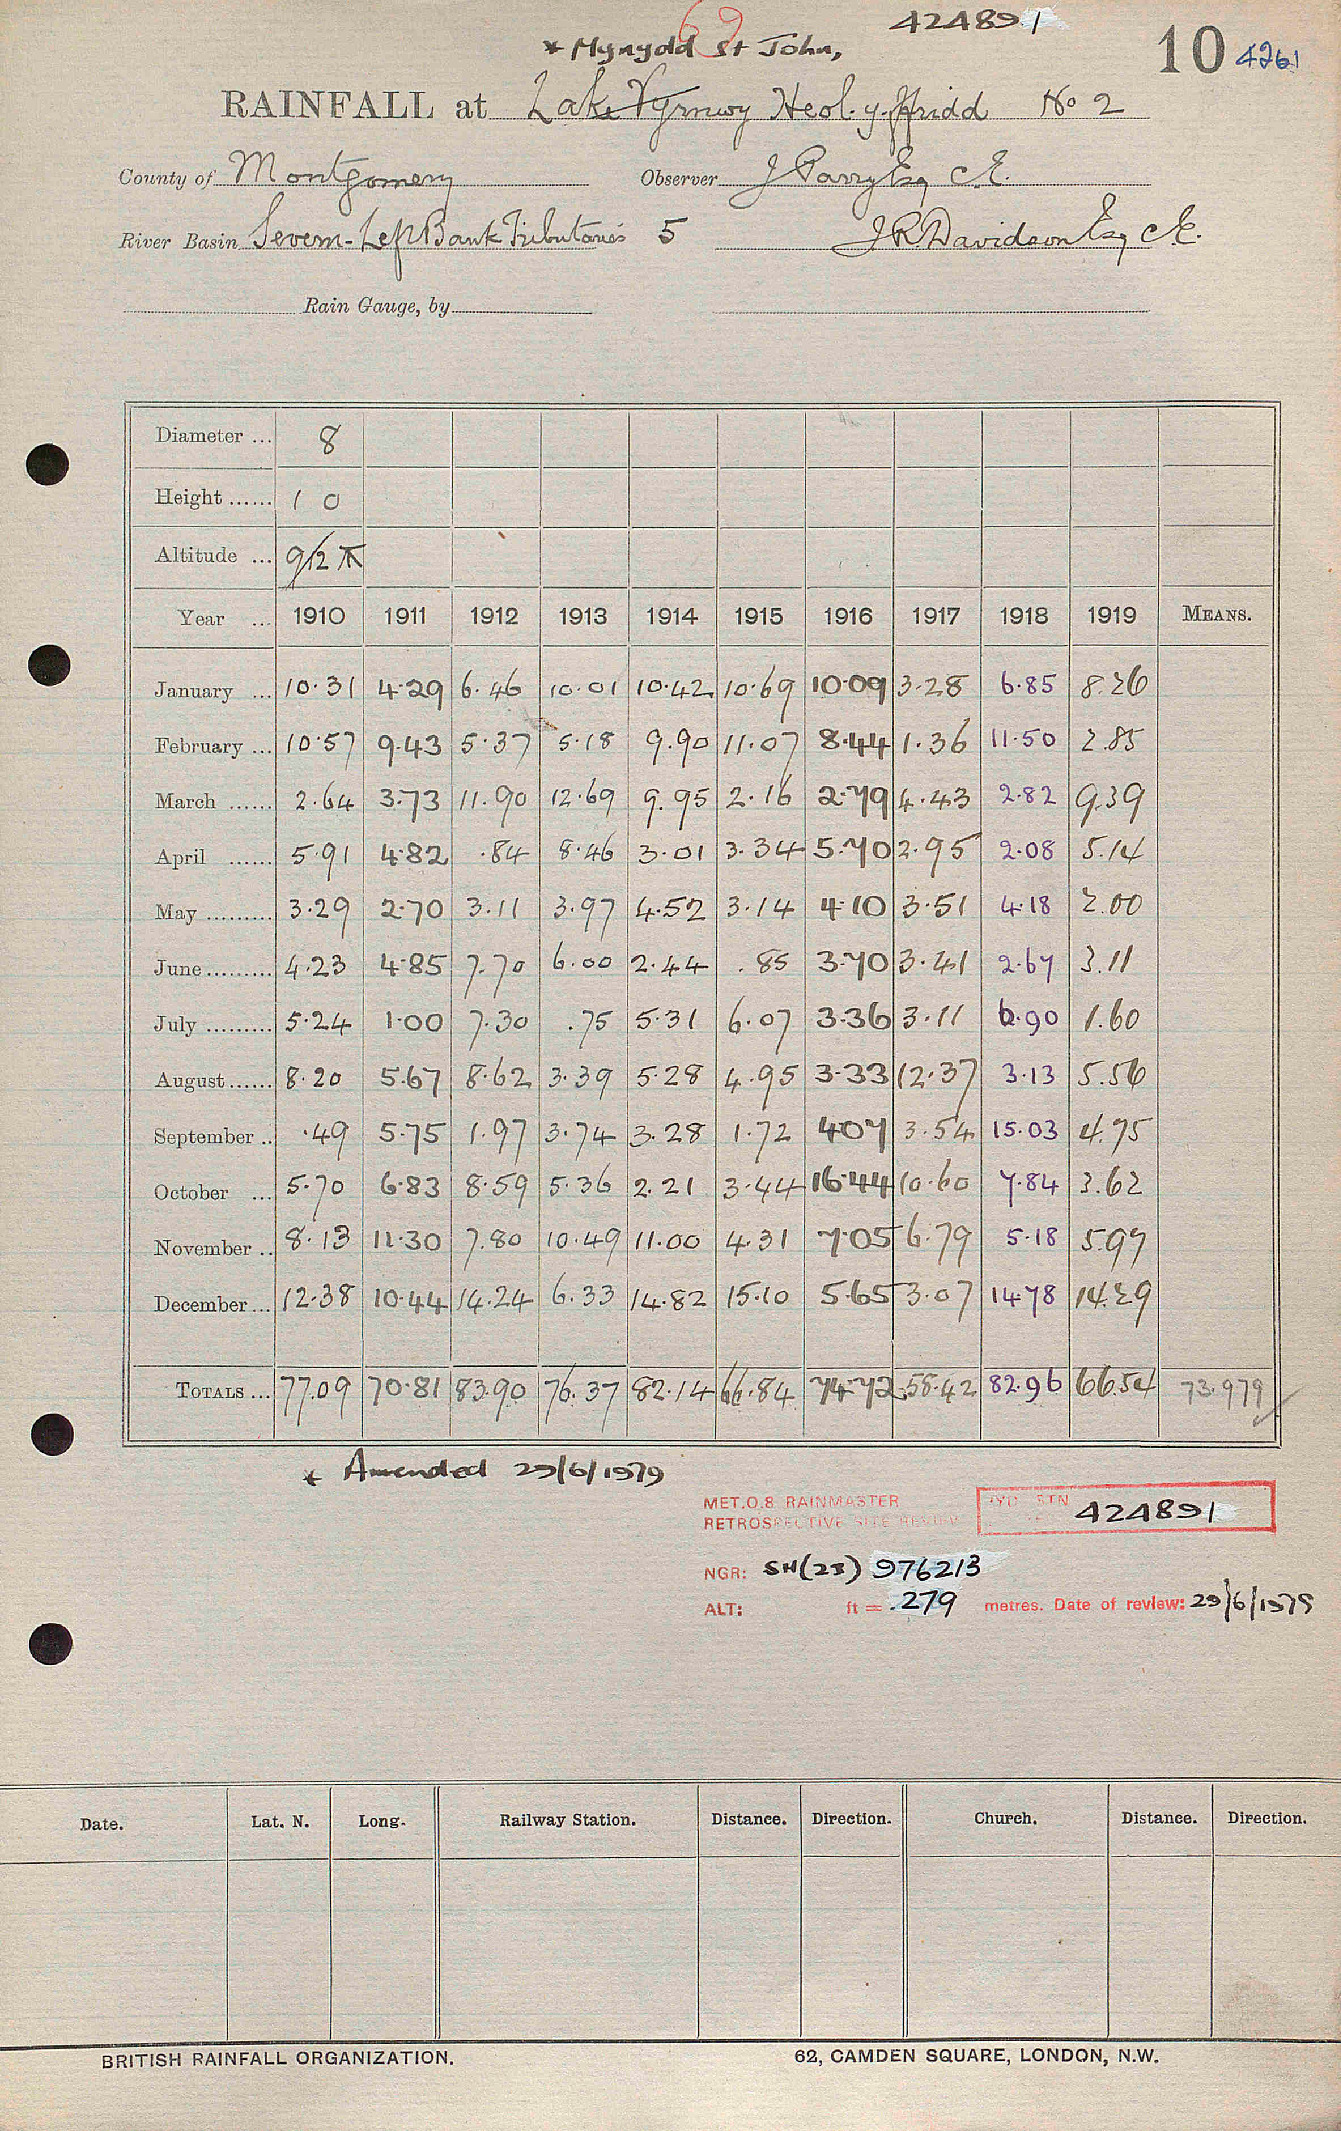 424891
* Mynydd St John,
10 4261
RAINFALL at Lake Vyrnwy Heol.y.ffridd No 2
County of Montgomery Observer J Parry Esq C.E.
River Basin Severn - Left Bank Tributaries 5 J R Davidson Esq C.E.
Rain Gauge, by
Diameter ... 8
Height ...... 1 0
Altitude ... 912
Year ... 1910 1911 1912 1913 1914 1915 1916 1917 1918 1919 MEANS.
January ... 10.31 4.29 6.46 10.01 10.42 10.69 10.09 3.28 6.85 8.26
February ... 10.57 9.43 5.37 5.18 9.90 11.07 8.44 1.36 11.50 2.85
March ...... 2.64 3.73 11.90 12.69 9.95 2.16 2.79 4.43 2.82 9.39
April ...... 5.91 4.82 .84 8.46 3.01 3.34 5.70 2.95 2.08 5.14
May ......... 3.29 2.70 3.11 3.97 4.52 3.14 4.10 3.51 4.18 2.00
June ......... 4.23 4.85 7.70 6.00 2.44 .85 3.70 3.41 2.67 3.11
July ......... 5.24 1.00 7.30 .75 5.31 6.07 3.36 3.11 6.90 1.60
August ...... 8.20 5.67 8.62 3.39 5.28 4.95 3.33 12.37 3.13 5.56
September .. .49 5.75 1.97 3.74 3.28 1.72 4.07 3.54 15.03 4.75
October ... 5.70 6.83 8.59 5.36 2.21 3.44 16.44 10.60 7.84 3.62
November .. 8.13 11.30 7.80 10.49 11.00 4.31 7.05 6.79 5.18 5.97
December ... 12.38 10.44 14.24 6.33 14.82 15.10 5.65 3.07 14.78 14.29
TOTALS ... 77.09 70.81 83.90 76.37 82.14 66.84 74.72 58.42 82.96 66.54 73.979
* Amended 29/6/1979
MET.O.8 RAINMASTER
RETROSPECTIVE SITE REVIEW
STN 424891
NGR: SH(23) 976213
ALT: ft = .279 metres. Date of review: 29/6/1979
Date. Lat. N. Long. Railway Station. Distance. Direction. Church. Distance. Direction.
BRITISH RAINFALL ORGANIZATION. 62, CAMDEN SQUARE, LONDON, N.W.